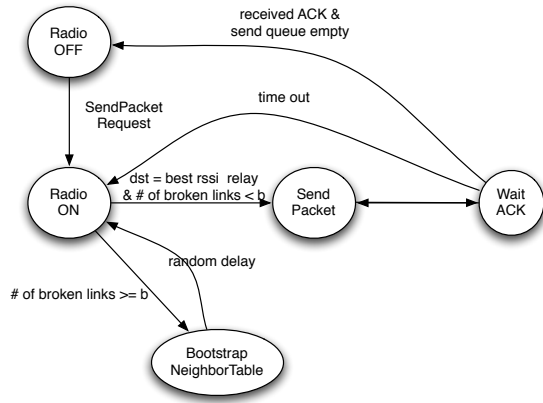 received ACK &
send queue empty
Radio
OFF
time out
SendPacket
Request
dst = best rssi relay
& # of broken links < b
Radio
ON
Send
Packet
Wait
ACK
random delay
# of broken links >= b
Bootstrap
NeighborTable